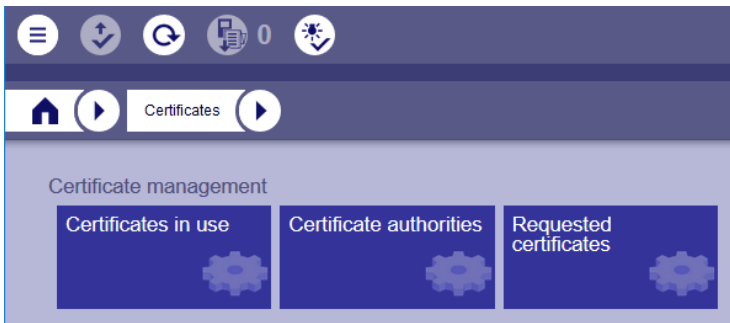 0
Certificates
Certificate management
Certificates in use
Certificate authorities
Requested
certificates